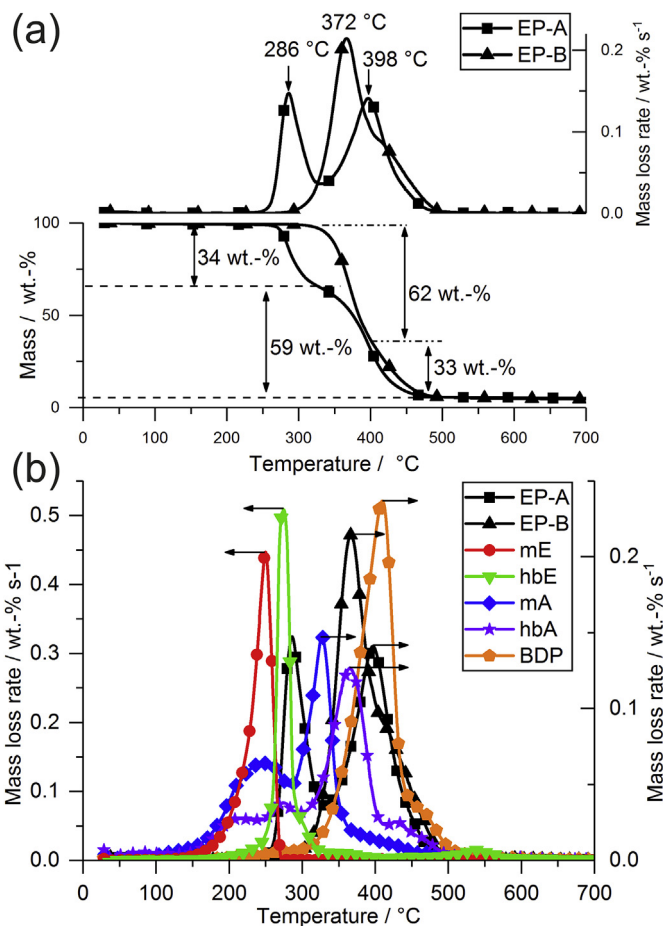 (a)
372 °C
286 °C
398 °C
EP-A
EP-B
0.2
0.1
0.0
Mass loss rate / wt.-% s⁻¹
100
50
0
Mass / wt.-%
34 wt.-%
59 wt.-%
62 wt.-%
33 wt.-%
0 100 200 300 400 500 600 700
Temperature / °C
(b)
EP-A
EP-B
mE
hbE
mA
hbA
BDP
0.5
0.4
0.3
0.2
0.1
0.0
Mass loss rate / wt.-% s-1
0.2
0.1
0.0
Mass loss rate / wt.-% s⁻¹
0 100 200 300 400 500 600 700
Temperature / °C